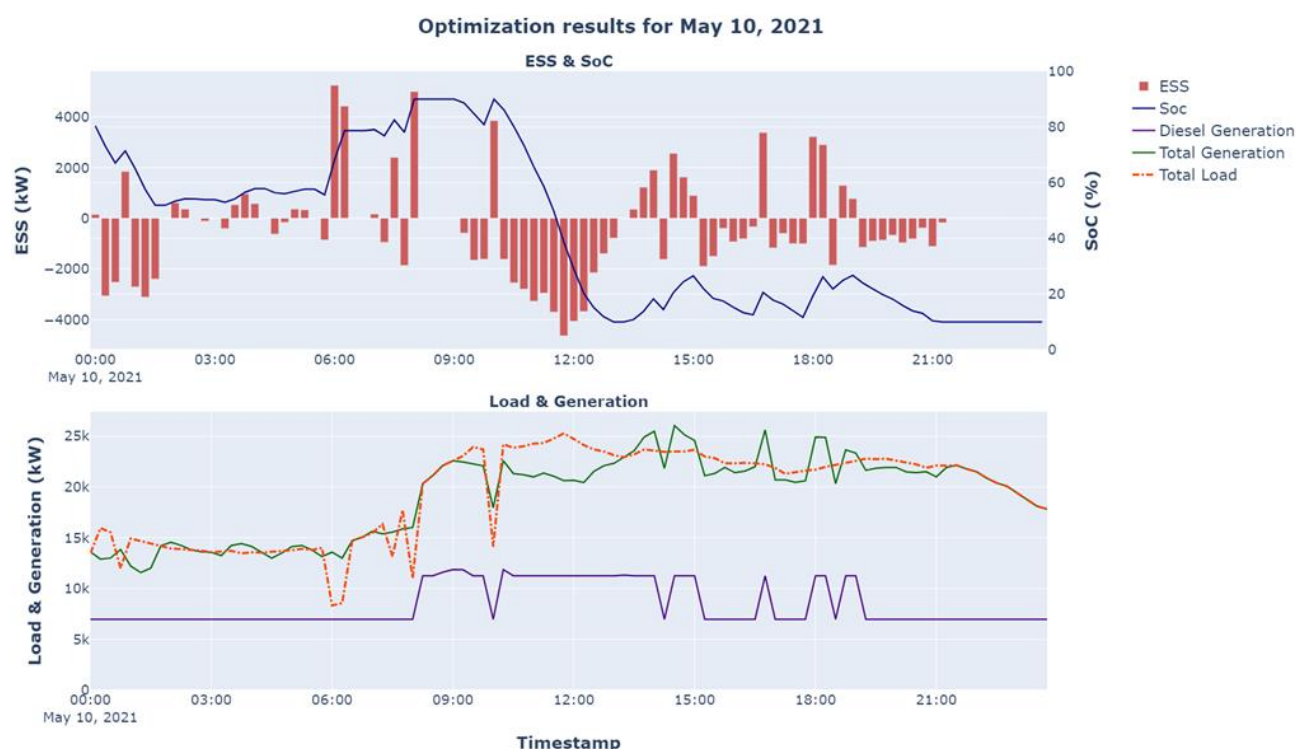 Optimization results for May 10, 2021
ESS & SoC
ESS (kW)
4000
2000
0
−2000
−4000
100
80
60
40
20
0
SoC (%)
00:00 03:00 06:00 09:00 12:00 15:00 18:00 21:00
May 10, 2021
ESS
Soc
Diesel Generation
Total Generation
Total Load
Load & Generation
Load & Generation (kW)
25k
20k
15k
10k
5k
0
00:00 03:00 06:00 09:00 12:00 15:00 18:00 21:00
May 10, 2021
Timestamp